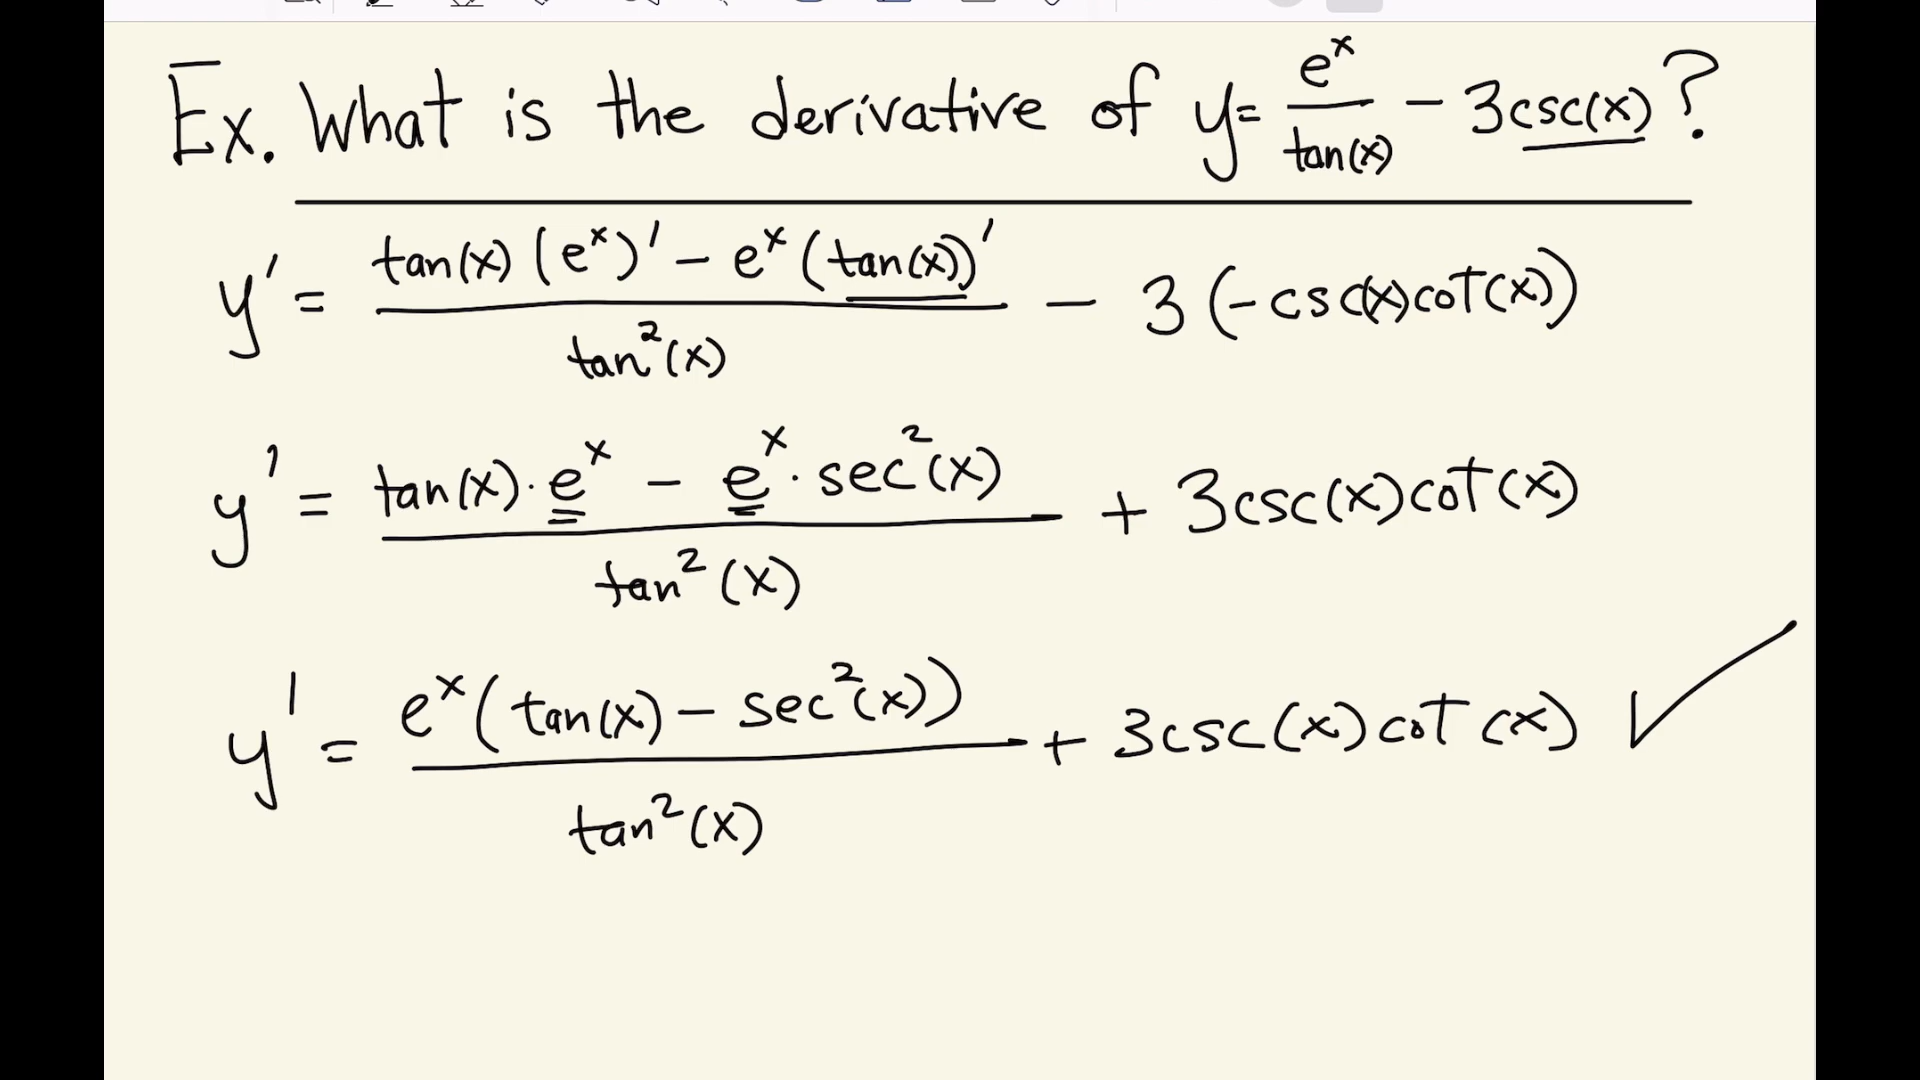 Ex. What is the derivative of y= e^x/tan(x) - 3csc(x)?
y' = (tan(x)(e^x)' - e^x(tan(x))')/tan²(x) - 3(-csc(x)cot(x))
y' = (tan(x)·e^x - e^x·sec²(x))/tan²(x) + 3csc(x)cot(x)
y' = e^x(tan(x) - sec²(x))/tan²(x) + 3csc(x)cot(x) ✓